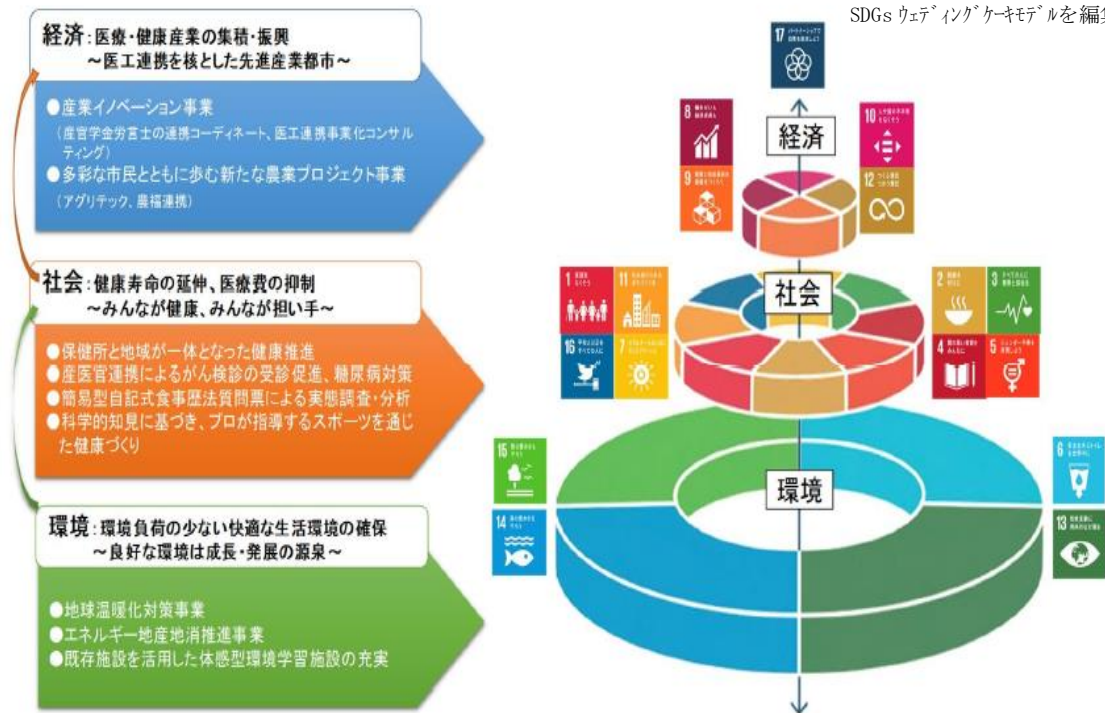 SDGs ウェディングケーキモデルを編
経済:医療・健康産業の集積・振興
～医工連携を核とした先進産業都市～
●産業イノベーション事業
(産官学金労言士の連携コーディネート、医工連携事業化コンサル
ティング)
●多彩な市民とともに歩む新たな農業プロジェクト事業
(アグリテック、農福連携)
社会:健康寿命の延伸、医療費の抑制
～みんなが健康、みんなが担い手～
●保健所と地域が一体となった健康推進
●産医官連携によるがん検診の受診促進、糖尿病対策
●簡易型自記式食事歴法質問票による実態調査・分析
●科学的知見に基づき、プロが指導するスポーツを通じ
た健康づくり
環境:環境負荷の少ない快適な生活環境の確保
～良好な環境は成長・発展の源泉～
●地球温暖化対策事業
●エネルギー地産地消推進事業
●既存施設を活用した体感型環境学習施設の充実
17
8
経済
10
9
12
1
11
社会
2
3
16
7
4
5
15
環境
6
14
13